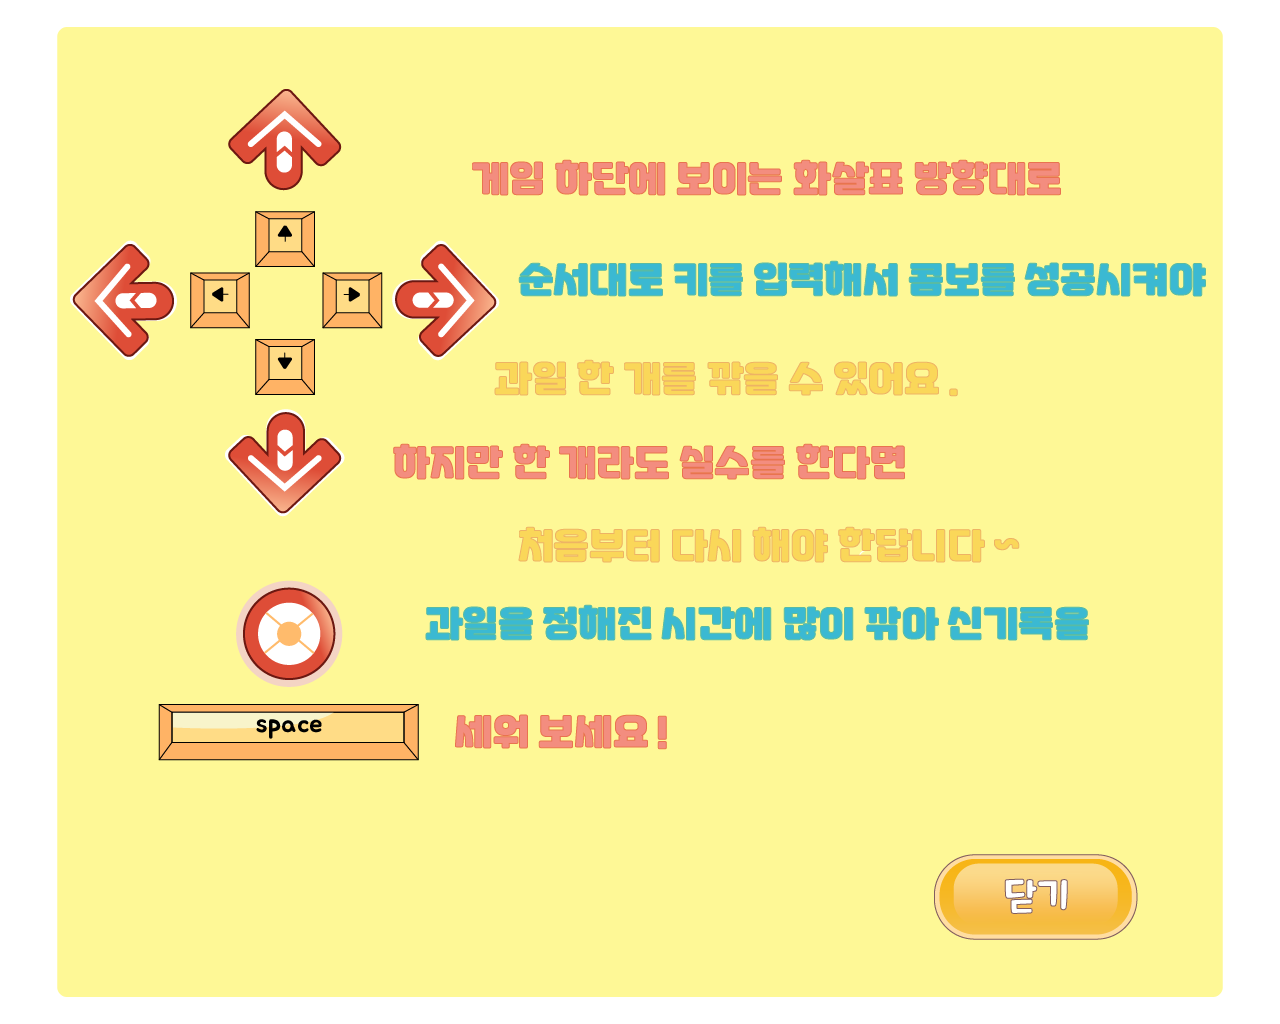 게임 하단에 보이는 화살표 방향대로
순서대로 키를 입력해서 콤보를 성공시켜야
과일 한 개를 깎을 수 있어요 .
하지만 한 개라도 실수를 한다면
처음부터 다시 해야 한답니다 ~
과일을 정해진 시간에 많이 깎아 신기록을
space
세워 보세요 !
닫기